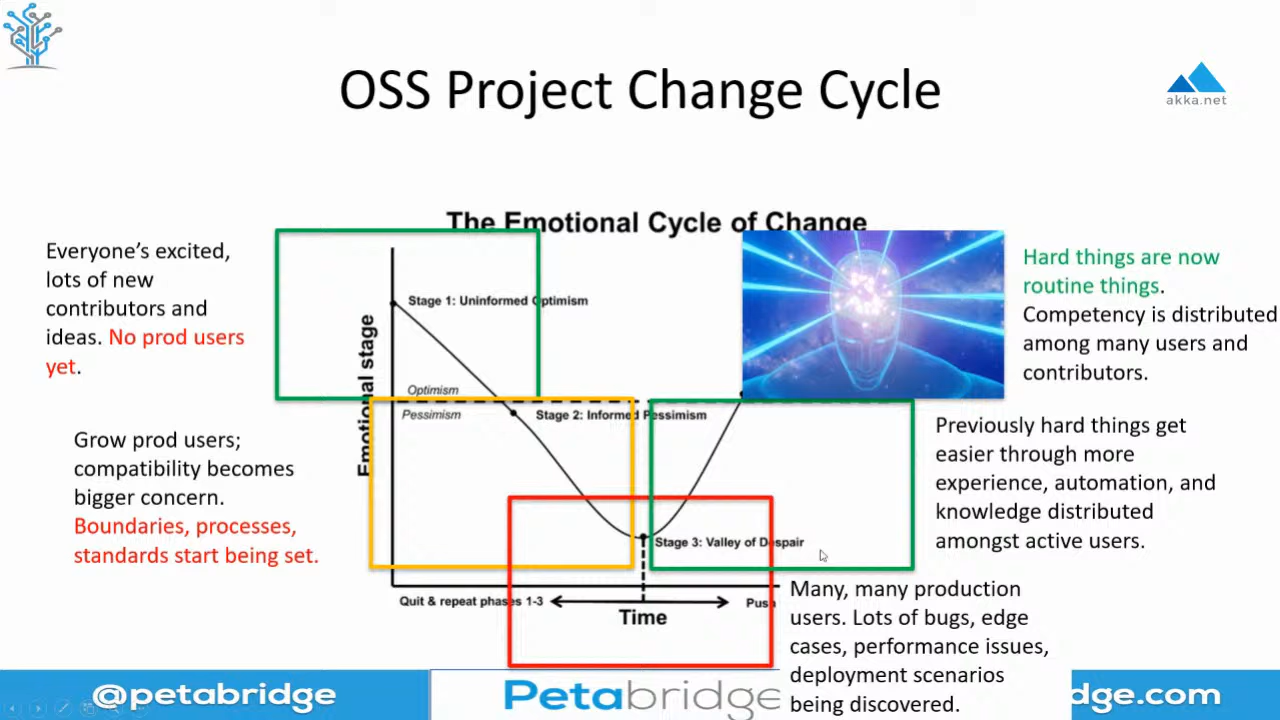 OSS Project Change Cycle
akka.net
The Emotional Cycle of Change
Everyone’s excited,
lots of new
contributors and
ideas. No prod users
yet.
Grow prod users;
compatibility becomes
bigger concern.
Boundaries, processes,
standards start being set.
Emotional stage
Stage 1: Uninformed Optimism
Optimism
Pessimism
Stage 2: Informed Pessimism
Stage 3: Valley of Despair
Quit & repeat phases 1-3
Time
Hard things are now
routine things.
Competency is distributed
among many users and
contributors.
Previously hard things get
easier through more
experience, automation, and
knowledge distributed
amongst active users.
Many, many production
users. Lots of bugs, edge
cases, performance issues,
deployment scenarios
being discovered.
@petabridge
Petabridge
dge.com